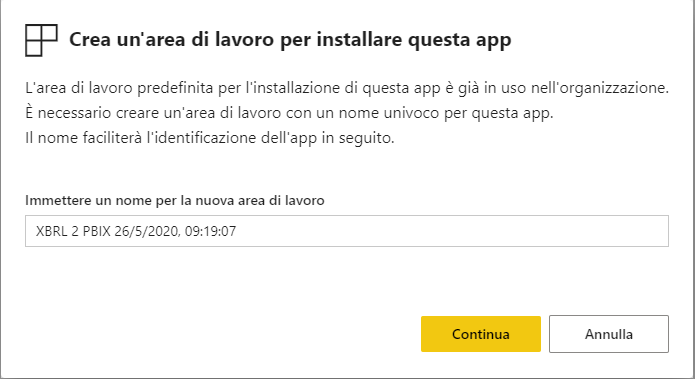 Crea un'area di lavoro per installare questa app
L'area di lavoro predefinita per l'installazione di questa app è già in uso nell'organizzazione.
È necessario creare un'area di lavoro con un nome univoco per questa app.
Il nome faciliterà l'identificazione dell'app in seguito.
Immettere un nome per la nuova area di lavoro
XBRL 2 PBIX 26/5/2020, 09:19:07
Continua
Annulla